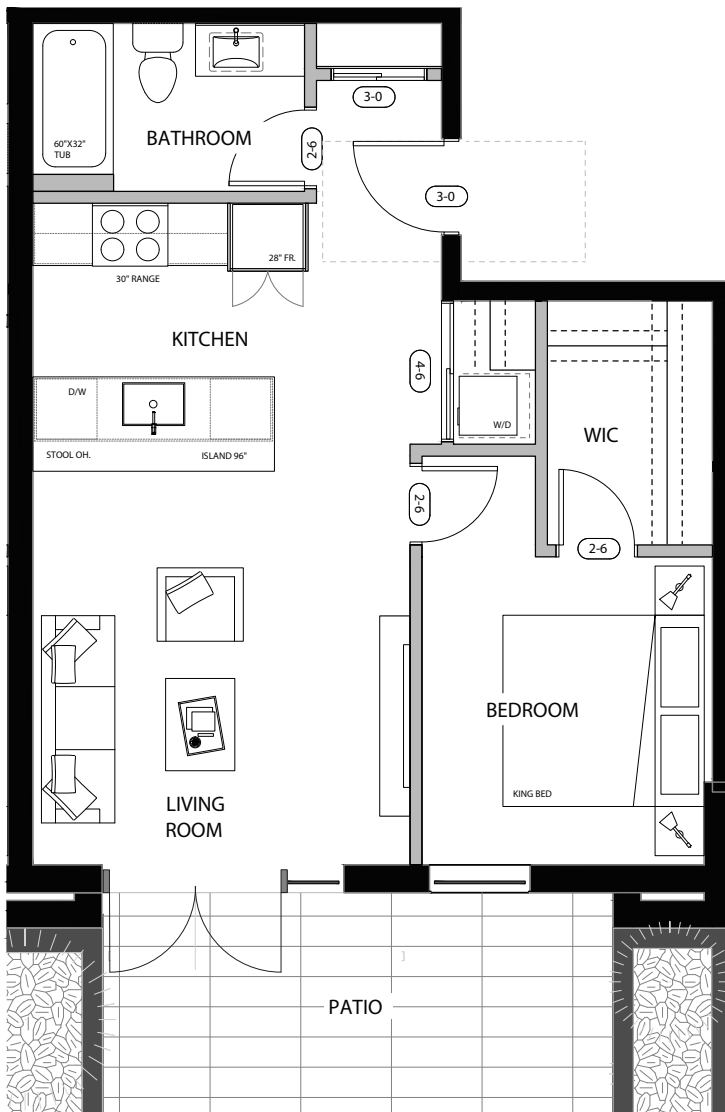 3-0
60"X32"
TUB
BATHROOM
2-6
3-0
28" FR.
30" RANGE
KITCHEN
4-6
D/W
W/D
WIC
STOOL OH.
ISLAND 96"
2-6
2-6
BEDROOM
KING BED
LIVING
ROOM
PATIO